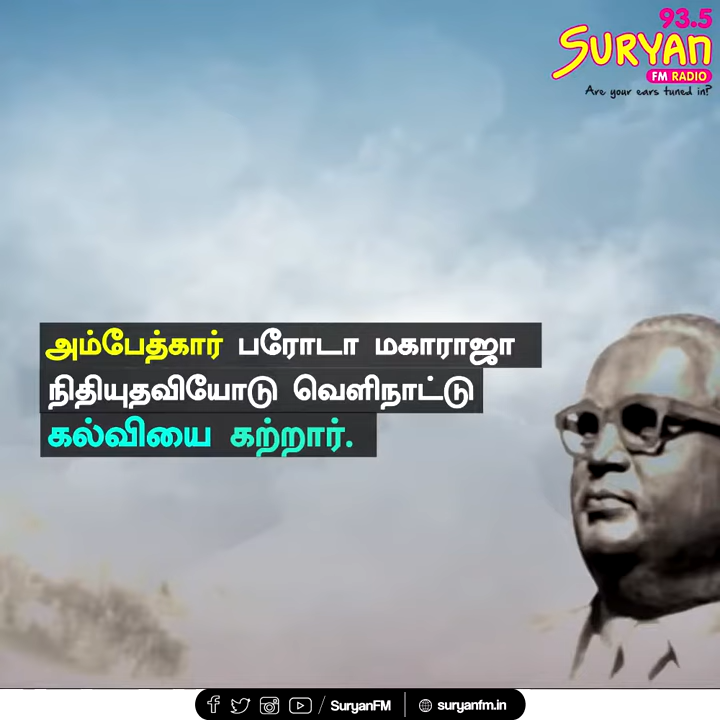 93.5
SURYAN
FM RADIO
Are your ears tuned in?
அம்பேத்கார் பரோடா மகாராஜா
நிதியுதவியோடு வெளிநாட்டு
கல்வியை கற்றார்.
/ SuryanFM | suryanfm.in